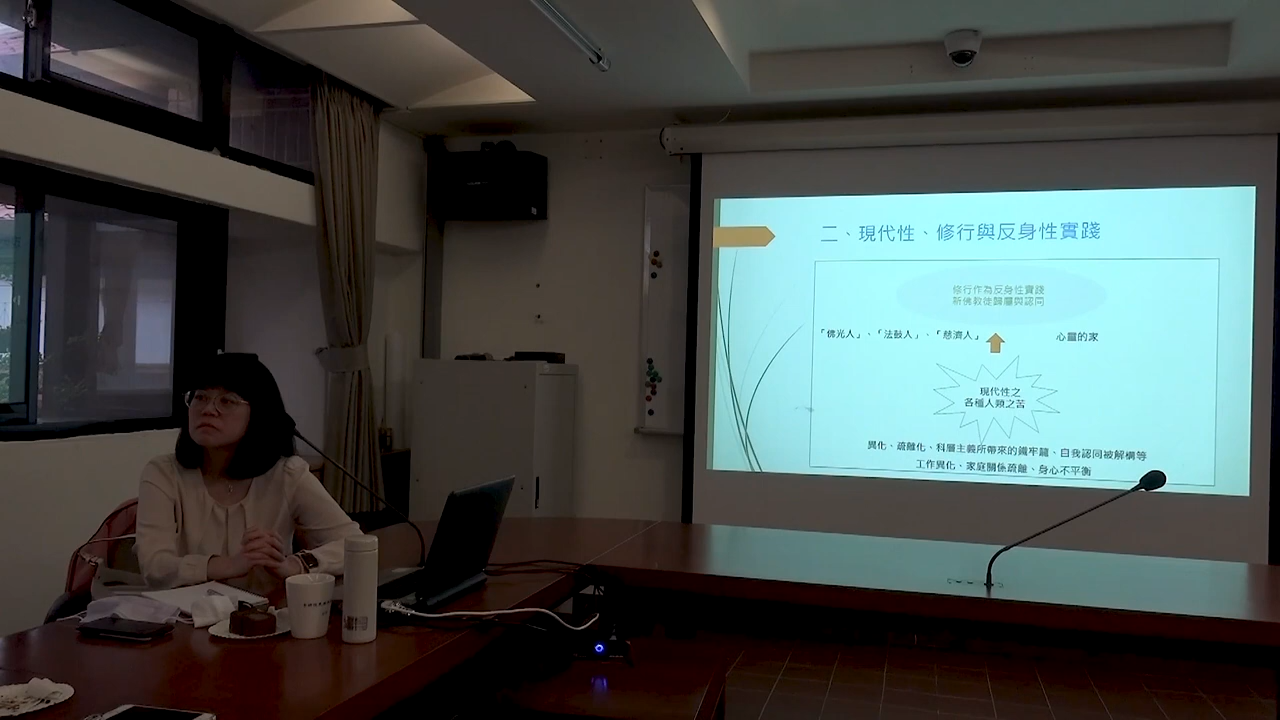 二、現代性、修行與反身性實踐
修行作為反身性實踐
新佛教徒歸屬與認同
「佛光人」、「法鼓人」、「慈濟人」
心靈的家
現代性之
各種人類之苦
異化、疏離化、科層主義所帶來的鐵牢籠、自我認同被解構等
工作異化、家庭關係疏離、身心不平衡